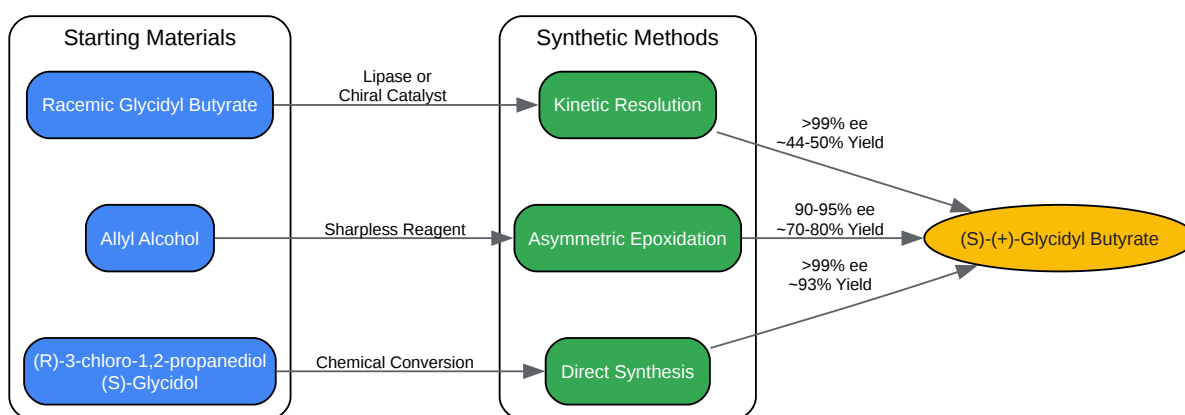 Starting Materials
Synthetic Methods
Racemic Glycidyl Butyrate
Lipase or
Chiral Catalyst
Kinetic Resolution
>99% ee
~44-50% Yield
Allyl Alcohol
Sharpless Reagent
Asymmetric Epoxidation
90-95% ee
~70-80% Yield
(S)-(+)-Glycidyl Butyrate
(R)-3-chloro-1,2-propanediol
(S)-Glycidol
Chemical Conversion
Direct Synthesis
>99% ee
~93% Yield